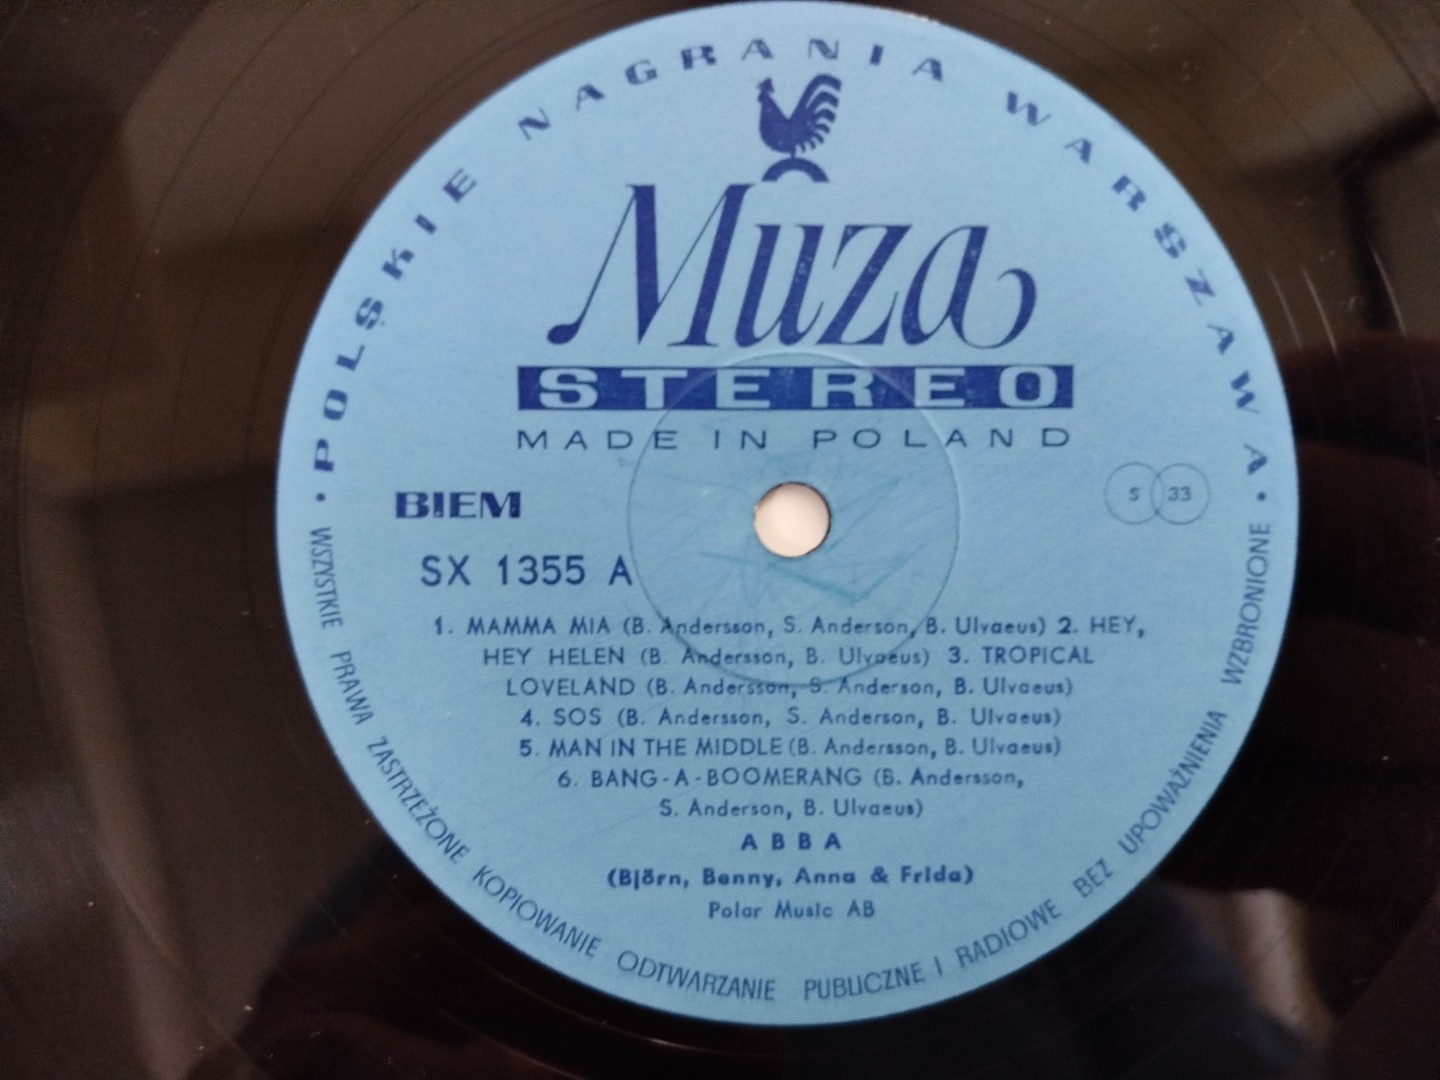 POLSKIE NAGRANIA WARSZAWA
Muza
STEREO
MADE IN POLAND
BIEM
S 33
SX 1355 A
1. MAMMA MIA (B. Andersson, S. Anderson, B. Ulvaeus) 2. HEY,
HEY HELEN (B. Andersson, B. Ulvaeus) 3. TROPICAL
LOVELAND (B. Andersson, S. Anderson, B. Ulvaeus)
4. SOS (B. Andersson, S. Anderson, B. Ulvaeus)
5. MAN IN THE MIDDLE (B. Andersson, B. Ulvaeus)
6. BANG-A-BOOMERANG (B. Andersson,
S. Anderson, B. Ulvaeus)
ABBA
(Björn, Benny, Anna & Frida)
Polar Music AB
• WSZYSTKIE PRAWA ZASTRZEŻONE KOPIOWANIE ODTWARZANIE PUBLICZNE I RADIOWE BEZ UPOWAŻNIENIA WZBRONIONE •